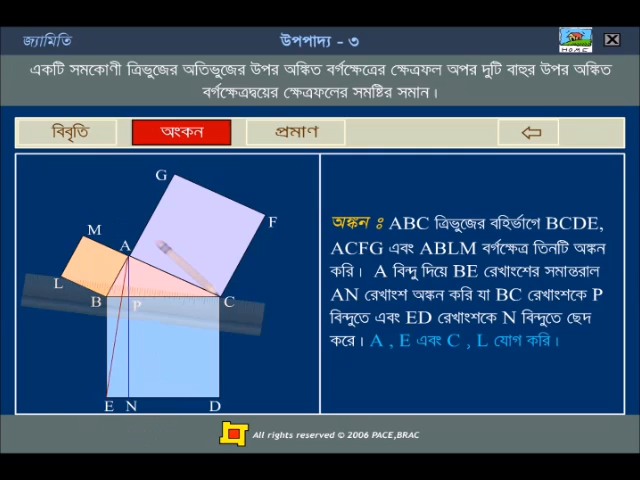 জ্যামিতি
উপপাদ্য - ৩
HOME
একটি সমকোণী ত্রিভুজের অতিভুজের উপর অঙ্কিত বর্গক্ষেত্রের ক্ষেত্রফল অপর দুটি বাহুর উপর অঙ্কিত
বর্গক্ষেত্রদ্বয়ের ক্ষেত্রফলের সমষ্টির সমান।
বিবৃতি
অংকন
প্রমাণ
G
F
M
A
L
B
P
C
E
N
D
অঙ্কন ঃ ABC ত্রিভুজের বহির্ভাগে BCDE,
ACFG এবং ABLM বর্গক্ষেত্র তিনটি অঙ্কন
করি। A বিন্দু দিয়ে BE রেখাংশের সমান্তরাল
AN রেখাংশ অঙ্কন করি যা BC রেখাংশকে P
বিন্দুতে এবং ED রেখাংশকে N বিন্দুতে ছেদ
করে। A , E এবং C , L যোগ করি।
All rights reserved © 2006 PACE,BRAC